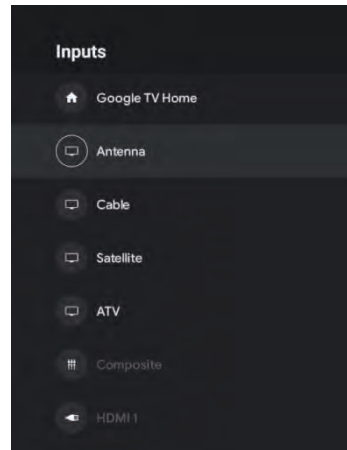 Inputs
Google TV Home
Antenna
Cable
Satellite
ATV
Composite
HDMI 1